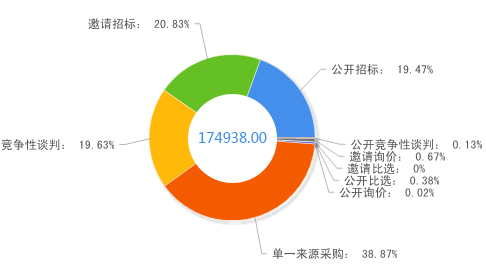 邀请招标： 20.83%
公开招标： 19.47%
174938.00
竞争性谈判： 19.63%
公开竞争性谈判： 0.13%
邀请询价： 0.67%
邀请比选： 0%
公开比选： 0.38%
公开询价： 0.02%
单一来源采购： 38.87%